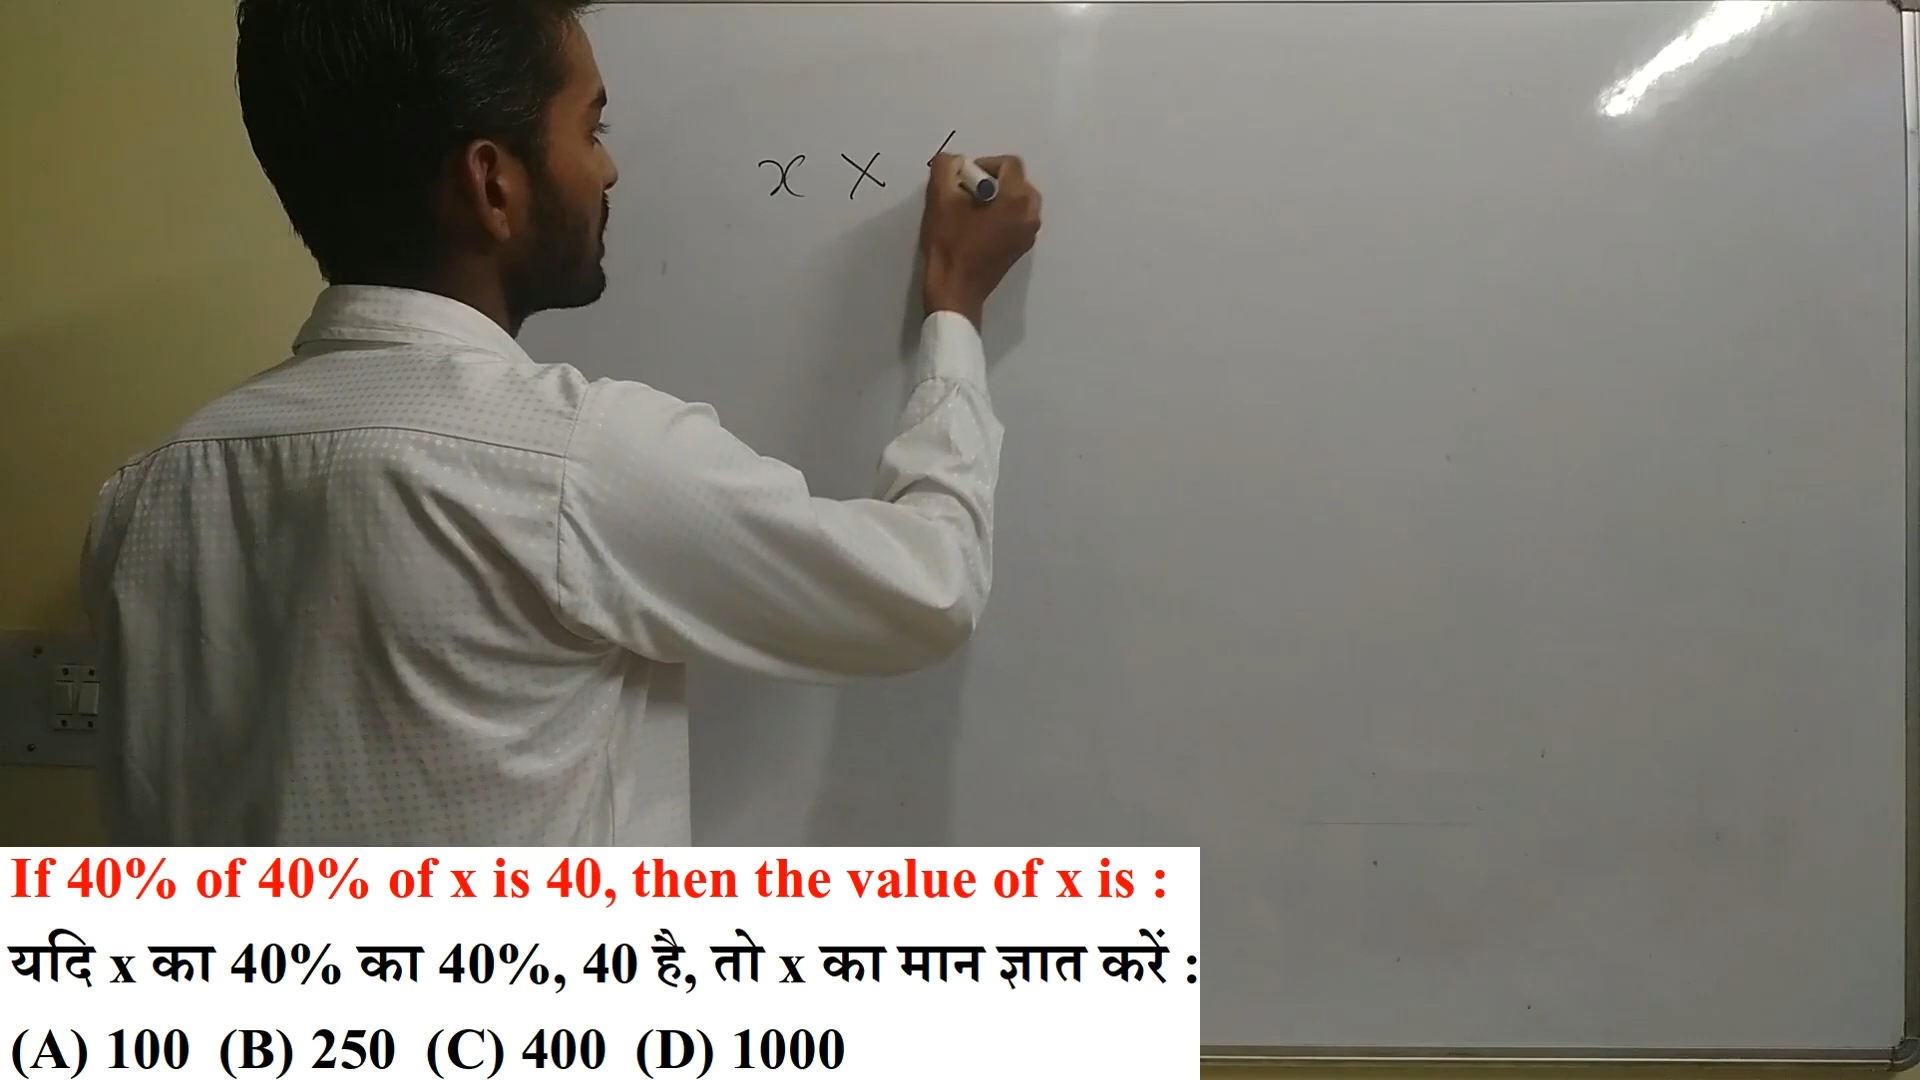 x ×
If 40% of 40% of x is 40, then the value of x is :
यदि x का 40% का 40%, 40 है, तो x का मान ज्ञात करें :
(A) 100 (B) 250 (C) 400 (D) 1000